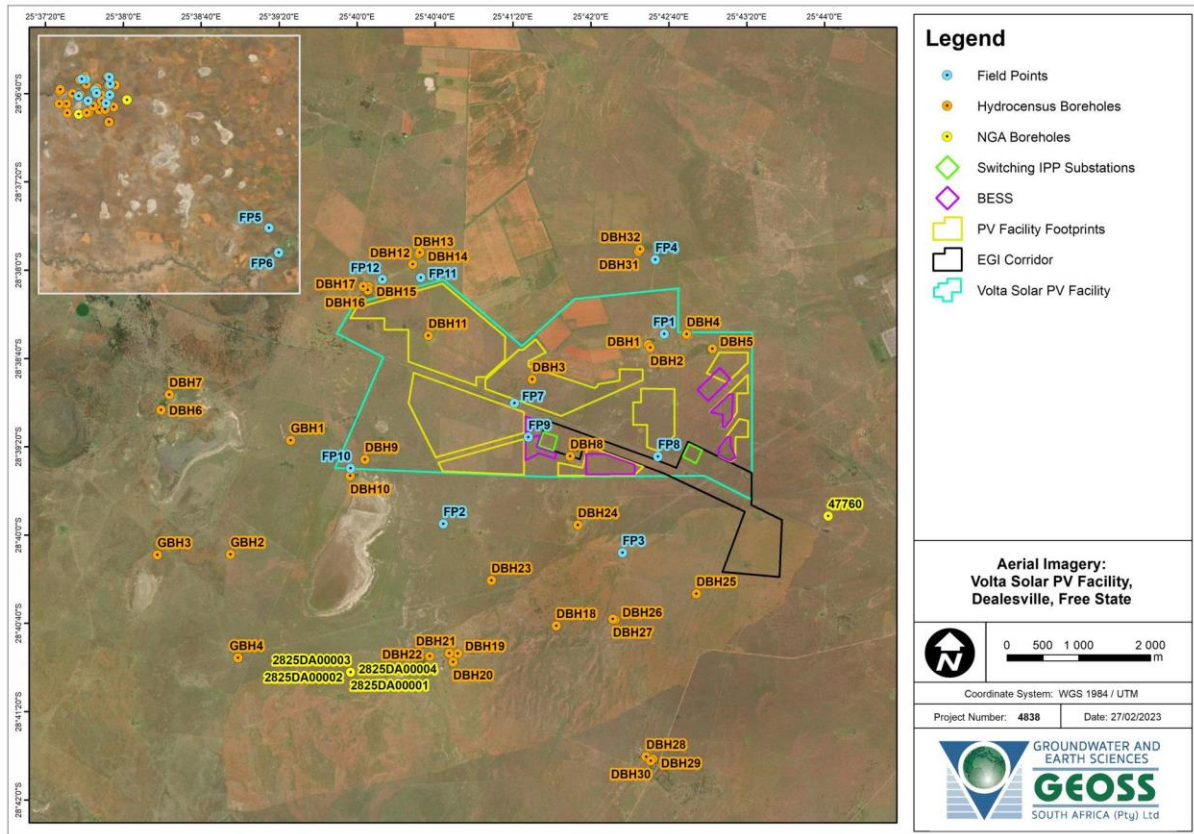 25°37'20"E
25°38'0"E
25°38'40"E
25°39'20"E
25°40'0"E
25°40'40"E
25°41'20"E
25°42'0"E
25°42'40"E
25°43'20"E
25°44'0"E
28°36'40"S
28°37'20"S
28°38'0"S
28°38'40"S
28°39'20"S
28°40'0"S
28°40'40"S
28°41'20"S
28°42'0"S
FP5
FP6
DBH13
DBH12
DBH14
FP12
FP11
DBH17
DBH15
DBH16
DBH32
FP4
DBH31
DBH11
FP1
DBH4
DBH1
DBH2
DBH5
DBH3
DBH7
DBH6
FP7
GBH1
FP9
DBH8
FP8
DBH9
FP10
DBH10
FP2
DBH24
47760
GBH3
GBH2
FP3
DBH23
DBH25
DBH18
DBH26
DBH27
GBH4
DBH21
DBH19
DBH22
DBH20
2825DA00003
2825DA00004
2825DA00002
2825DA00001
DBH28
DBH29
DBH30
Legend
Field Points
Hydrocensus Boreholes
NGA Boreholes
Switching IPP Substations
BESS
PV Facility Footprints
EGI Corridor
Volta Solar PV Facility
Aerial Imagery:
Volta Solar PV Facility,
Dealesville, Free State
N
0 500 1 000 2 000
m
Coordinate System: WGS 1984 / UTM
Project Number: 4838 Date: 27/02/2023
GROUNDWATER AND
EARTH SCIENCES
GEOSS
SOUTH AFRICA (Pty) Ltd